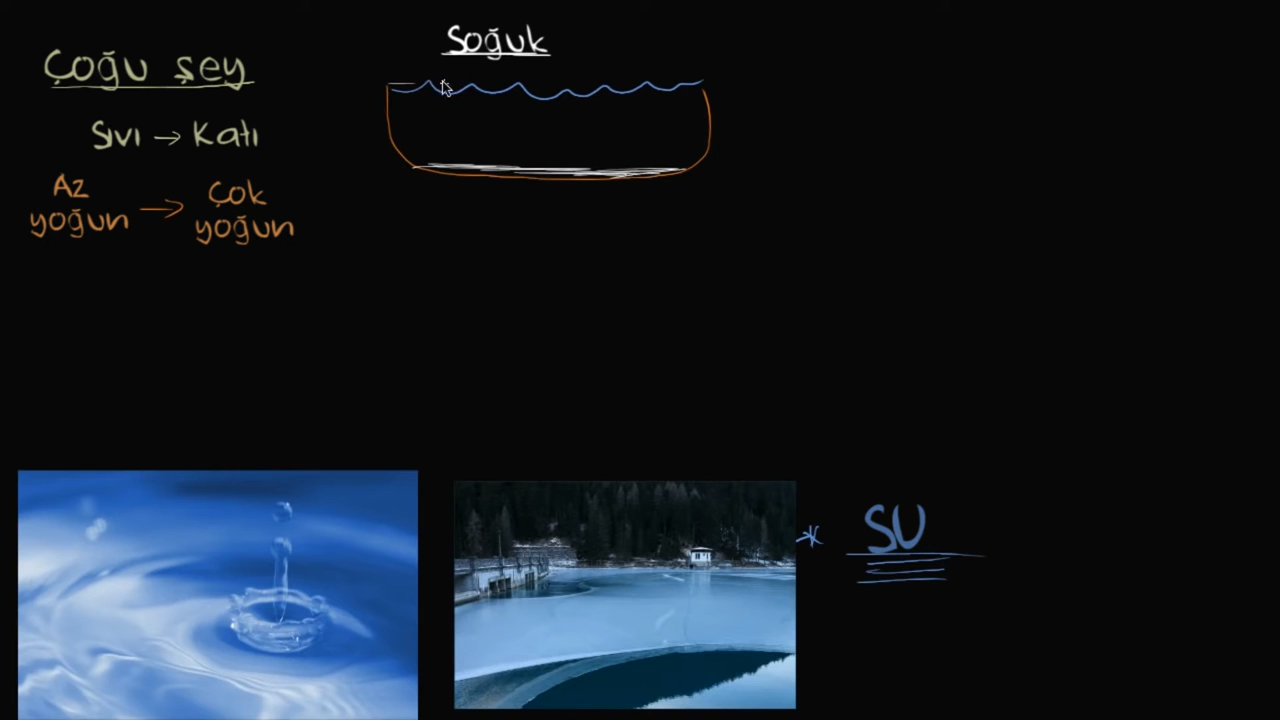 Çoğu şey
Sıvı → Katı
Az yoğun → Çok yoğun
Soğuk
SU